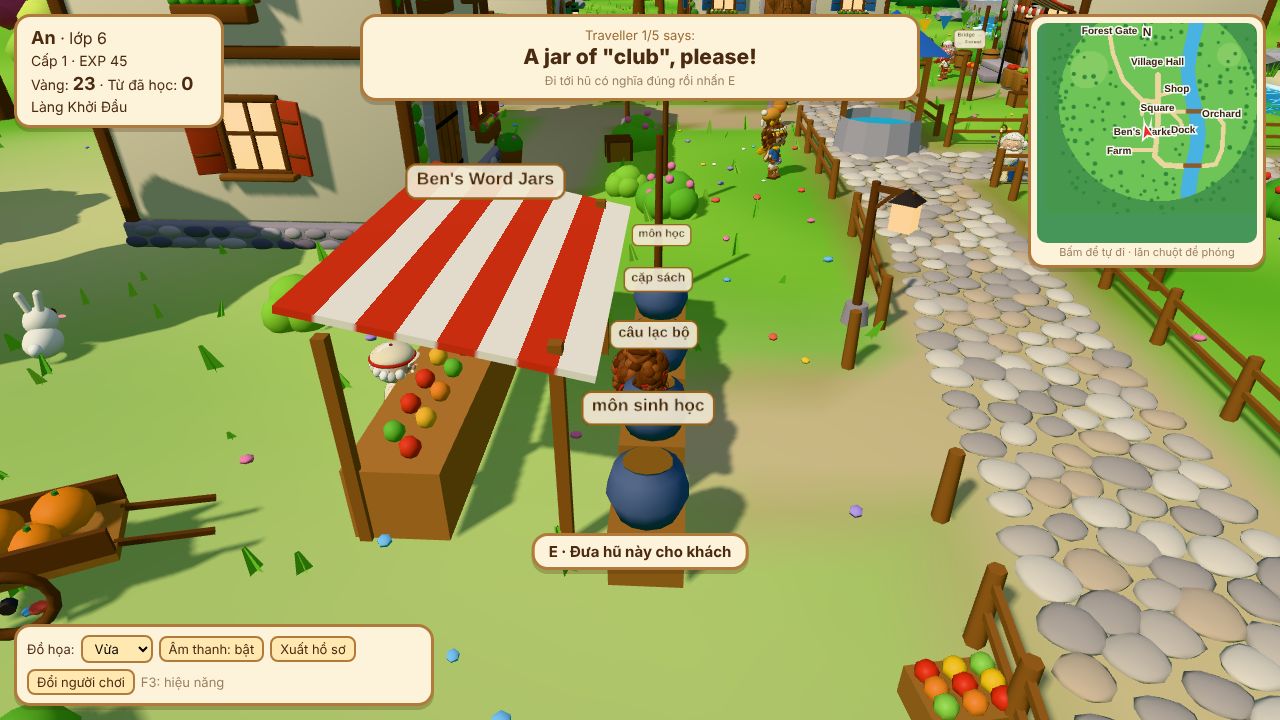 An · lớp 6
Cấp 1 · EXP 45
Vàng: 23 · Từ đã học: 0
Làng Khởi Đầu
Traveller 1/5 says:
A jar of "club", please!
Đi tới hũ có nghĩa đúng rồi nhấn E
Forest Gate N
Village Hall
Shop
Square
Orchard
Ben's
Dock
Farm
Bấm để tự đi · lăn chuột để phóng
Ben's Word Jars
môn học
cặp sách
câu lạc bộ
môn sinh học
E · Đưa hũ này cho khách
Đồ họa: Vừa Âm thanh: bật Xuất hồ sơ
Đổi người chơi F3: hiệu năng